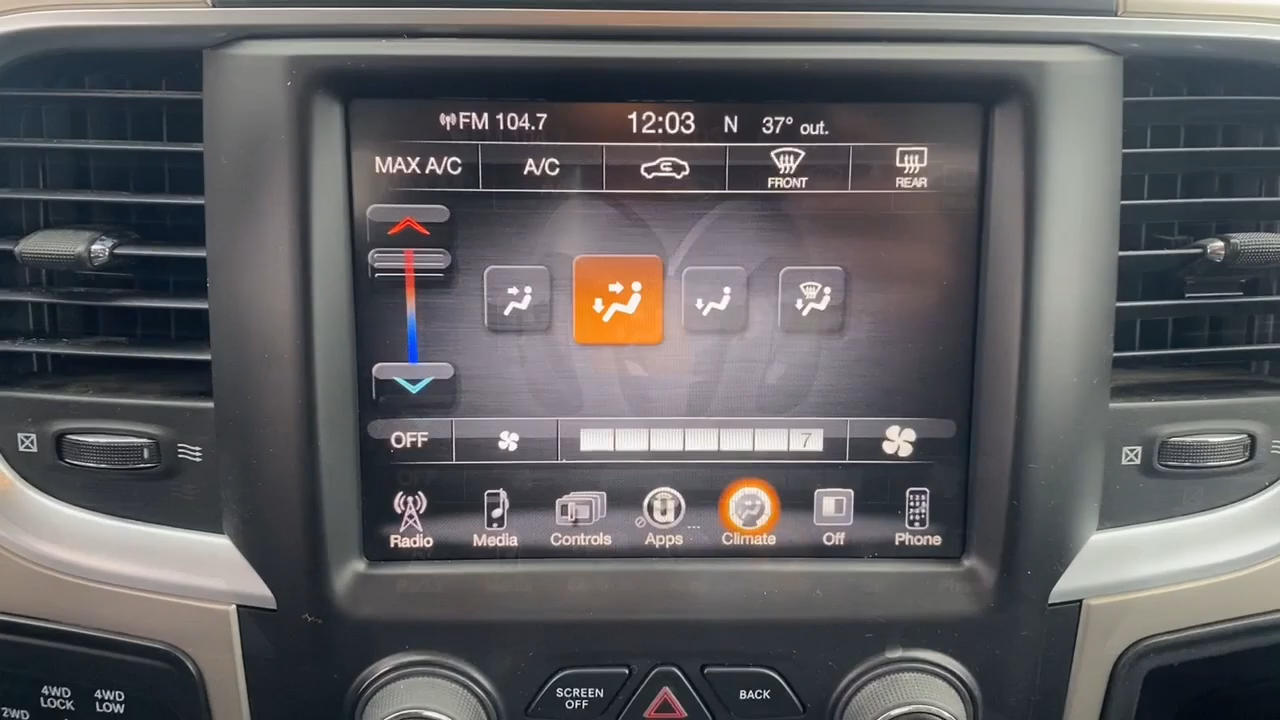 FM 104.7 12:03 N 37° out.
MAX A/C A/C FRONT REAR
OFF 7
Radio Media Controls Apps ... Climate Off Phone
4WD LOCK 4WD LOW 2WD
SCREEN OFF BACK